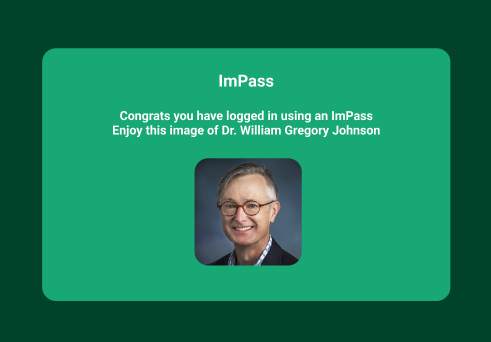 ImPass
Congrats you have logged in using an ImPass
Enjoy this image of Dr. William Gregory Johnson